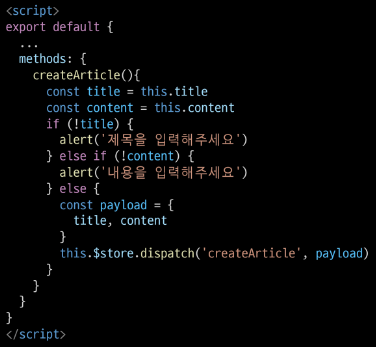 <script>
export default {
  ...
  methods: {
    createArticle(){
      const title = this.title
      const content = this.content
      if (!title) {
        alert('제목을 입력해주세요')
      } else if (!content) {
        alert('내용을 입력해주세요')
      } else {
        const payload = {
          title, content
        }
        this.$store.dispatch('createArticle', payload)
      }
    }
  }
}
</script>